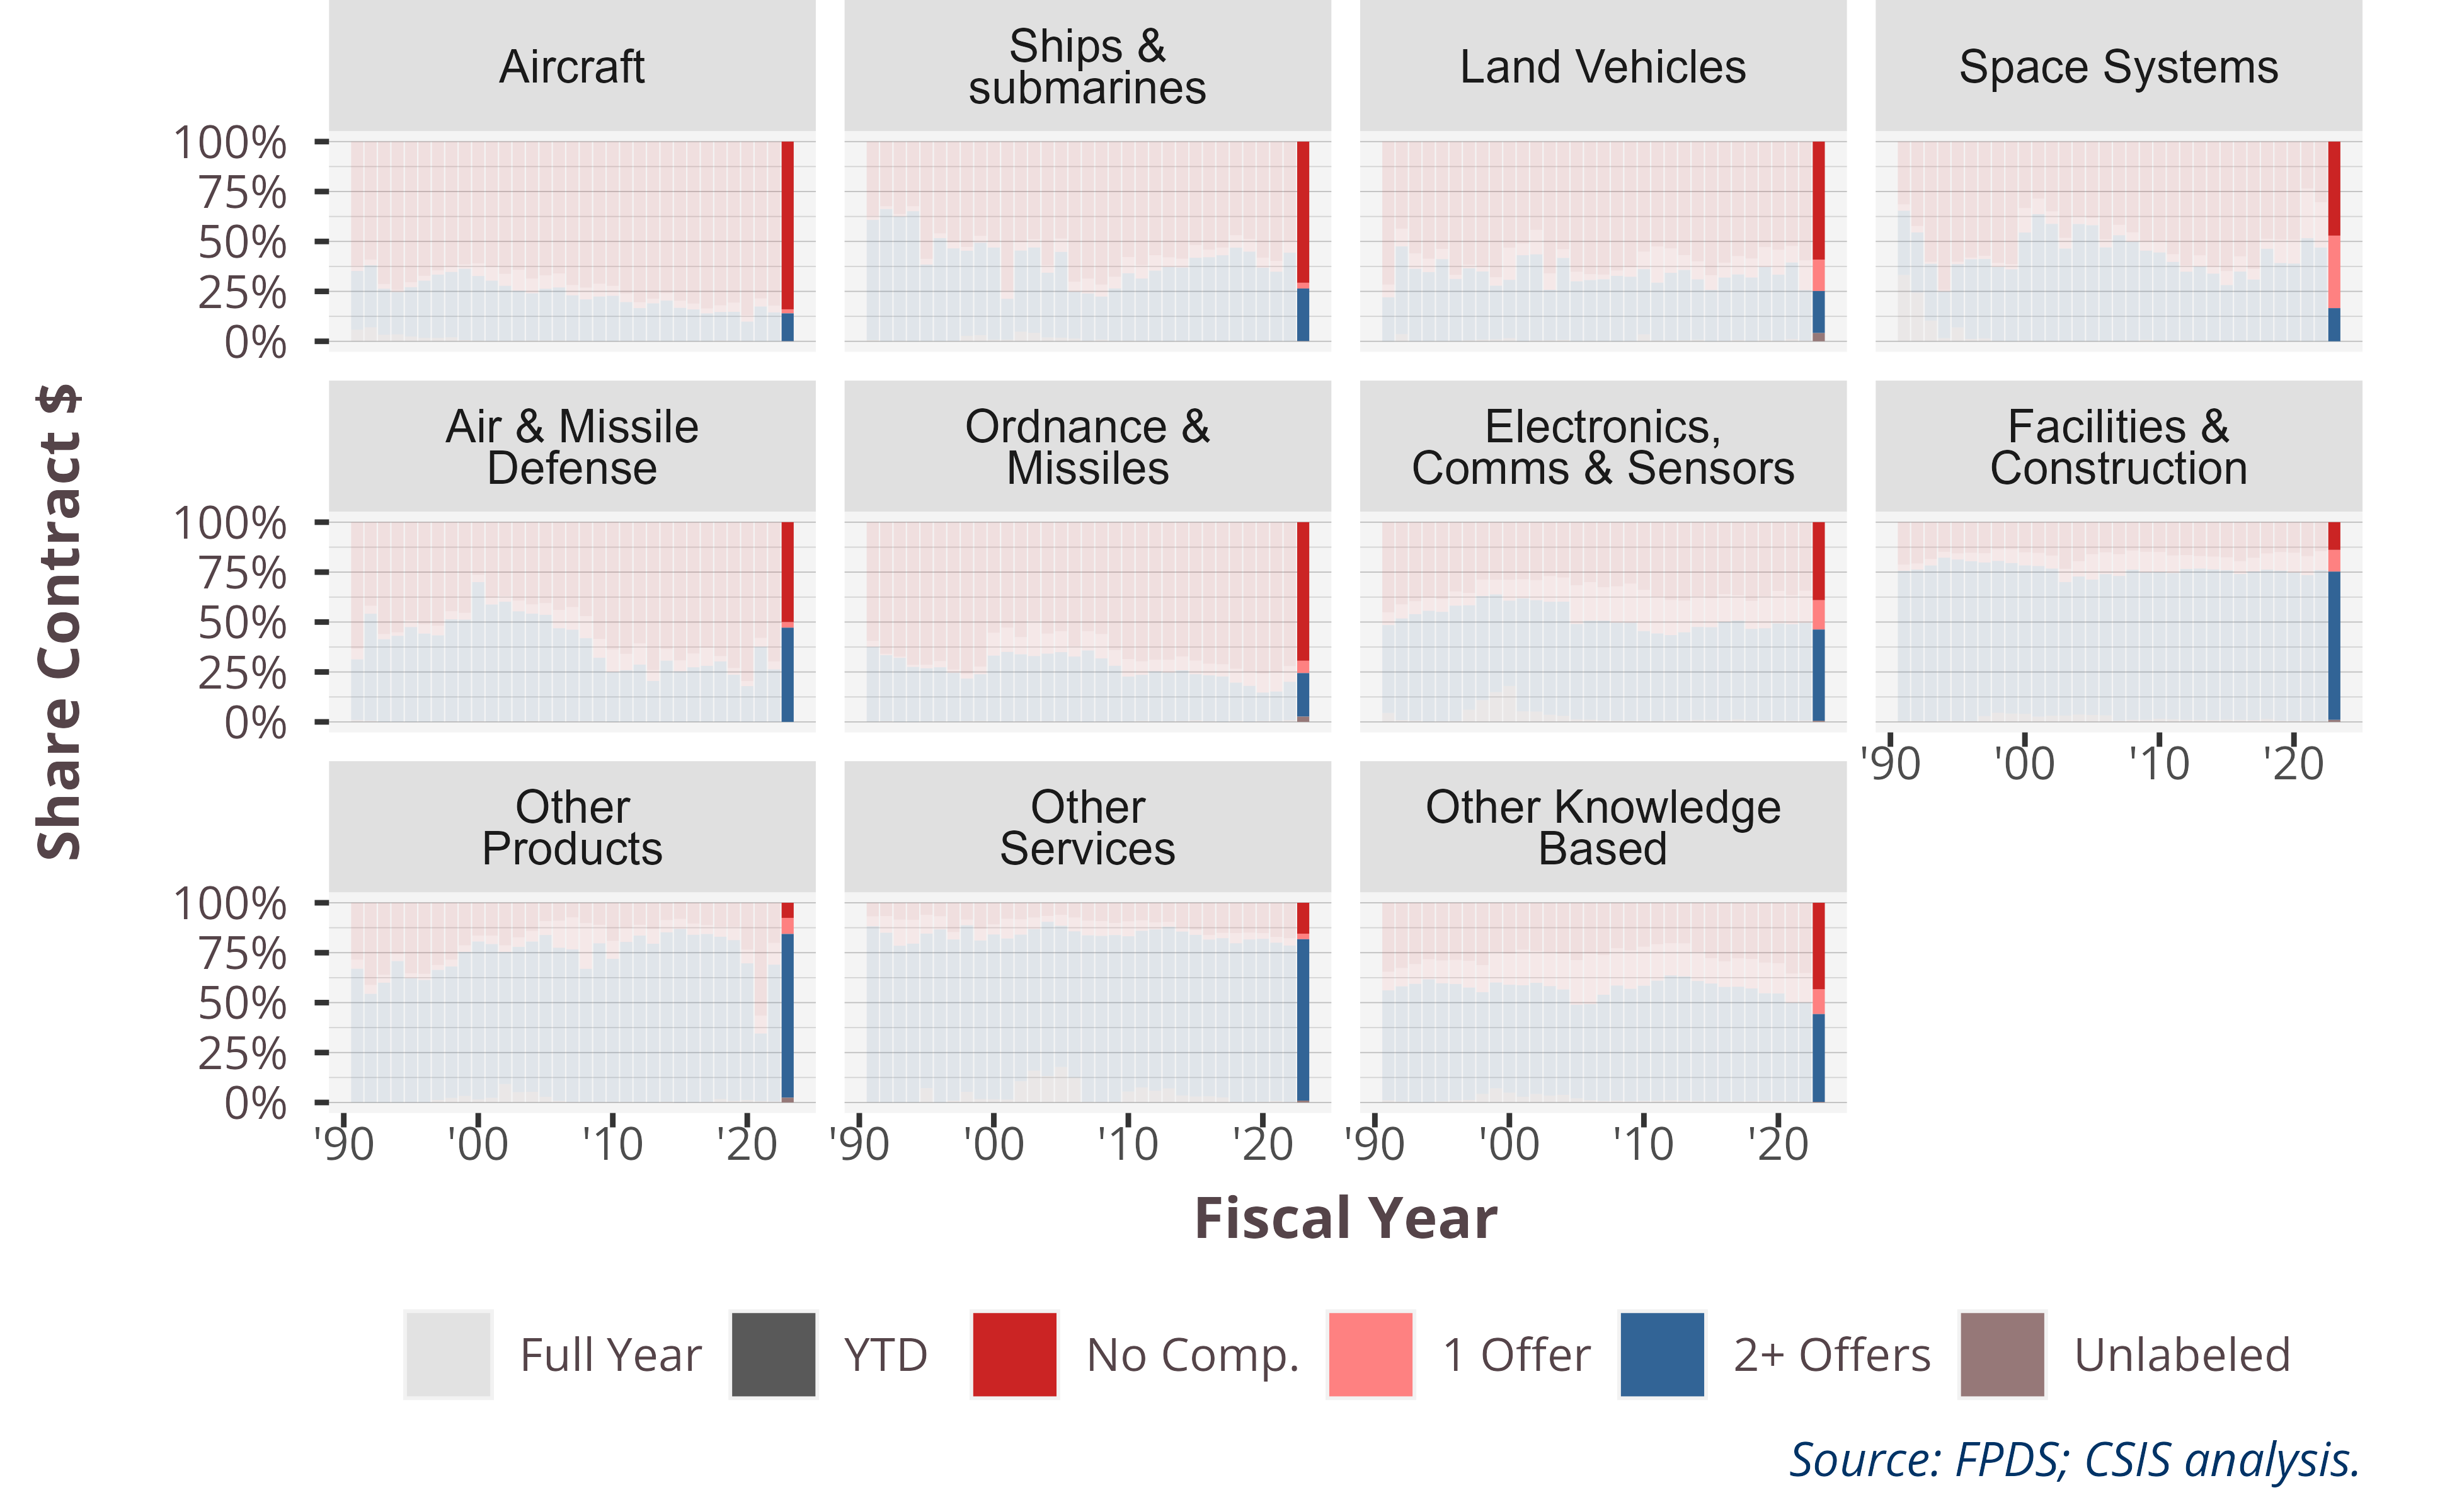 Aircraft
Ships &
submarines
Land Vehicles
Space Systems
100%
75%
50%
25%
0%
Air & Missile
Defense
Ordnance &
Missiles
Electronics,
Comms & Sensors
Facilities &
Construction
100%
75%
50%
25%
0%
'90 '00 '10 '20
Other
Products
Other
Services
Other Knowledge
Based
100%
75%
50%
25%
0%
'90 '00 '10 '20
'90 '00 '10 '20
'90 '00 '10 '20
Share Contract $
Fiscal Year
Full Year
YTD
No Comp.
1 Offer
2+ Offers
Unlabeled
Source: FPDS; CSIS analysis.